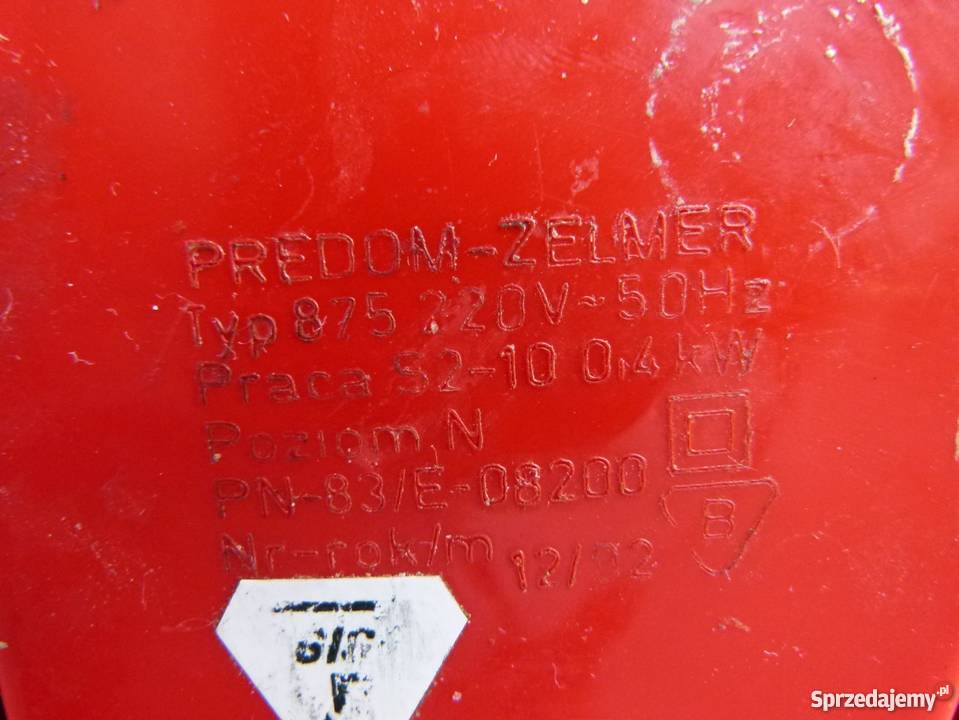 PREDOM-ZELMER
Typ 875 220V~50Hz
Praca S2-10 0,4kW
Poziom N
PN-83/E-08200
B
Nr-rok/m
Sprzedajemy.pl